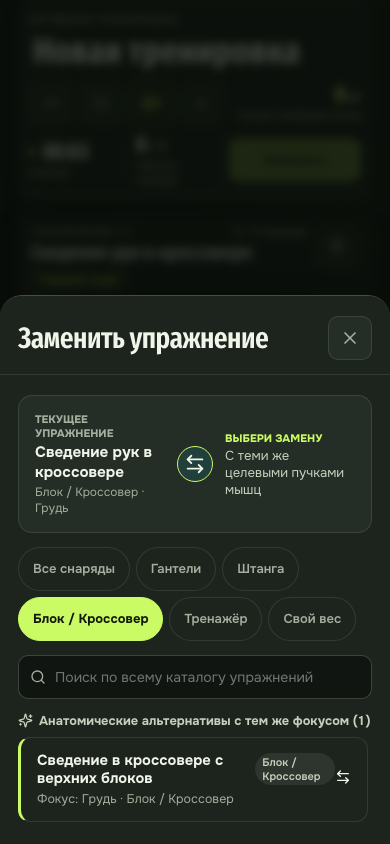 Новая тренировка
Заменить упражнение
ТЕКУЩЕЕ
УПРАЖНЕНИЕ
Сведение рук в
кроссовере
Блок / Кроссовер ·
Грудь
ВЫБЕРИ ЗАМЕНУ
С теми же
целевыми пучками
мышц
Все снаряды
Гантели
Штанга
Блок / Кроссовер
Тренажёр
Свой вес
Поиск по всему каталогу упражнений
Анатомические альтернативы с тем же фокусом (1)
Сведение в кроссовере с
верхних блоков
Фокус: Грудь · Блок / Кроссовер
Блок /
Кроссовер